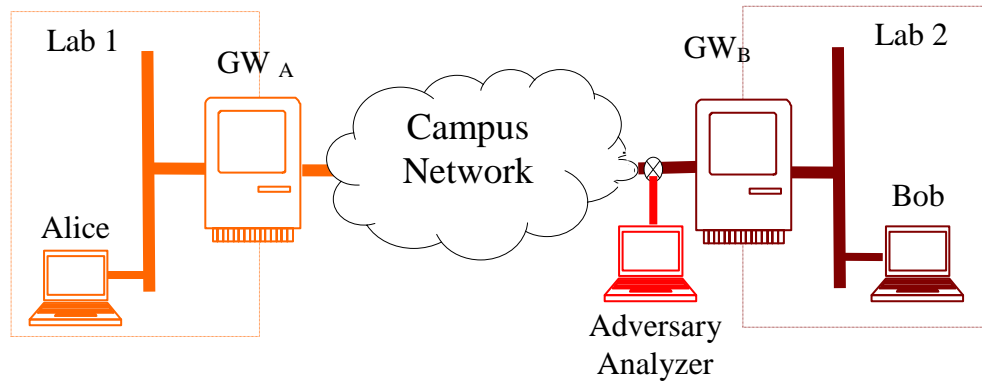 Lab 1
GW A
Campus
Network
GWB
Lab 2
Alice
Bob
Adversary
Analyzer